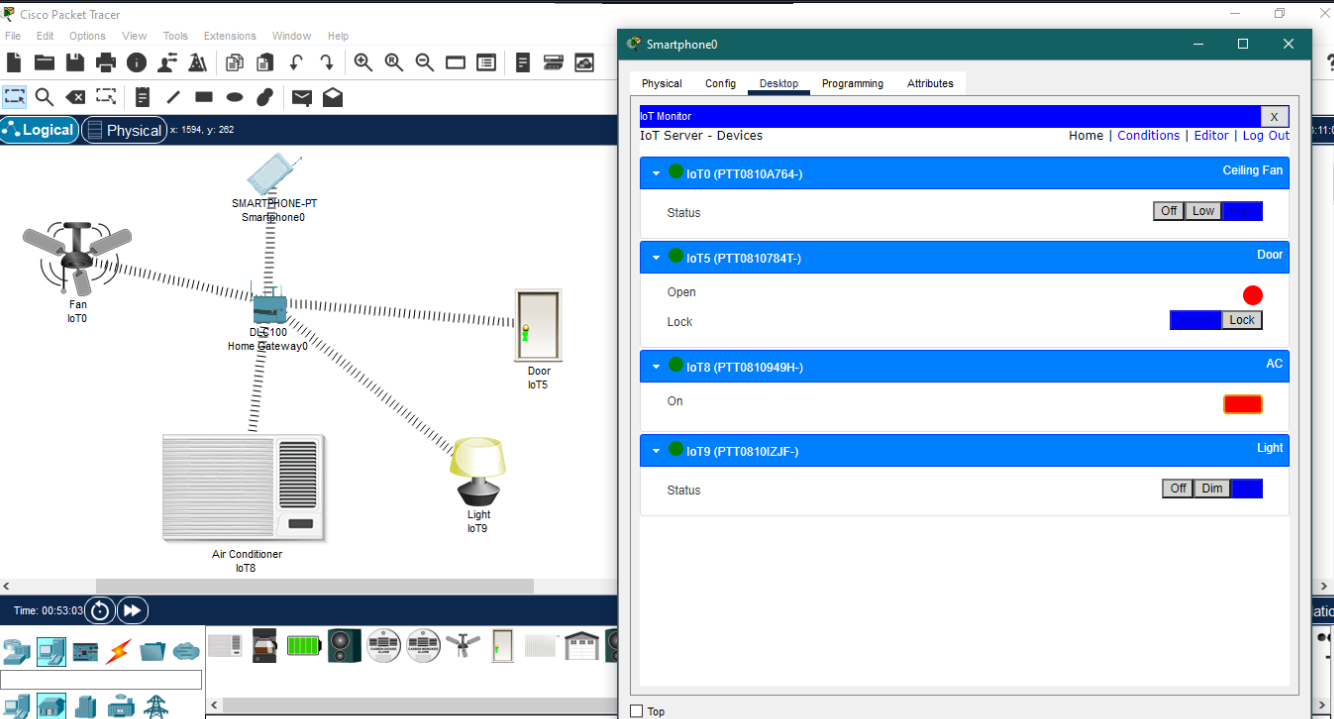 Cisco Packet Tracer
File Edit Options View Tools Extensions Window Help
Logical Physical x: 1594, y: 262
SMARTPHONE-PT
Smartphone0
Fan
IoT0
DLC100
Home Gateway0
Door
IoT5
Light
IoT9
Air Conditioner
IoT8
Time: 00:53:03
Smartphone0
Physical Config Desktop Programming Attributes
IoT Monitor X
IoT Server - Devices Home | Conditions | Editor | Log Out
IoT0 (PTT0810A764-) Ceiling Fan
Status Off Low
IoT5 (PTT0810784T-) Door
Open
Lock Lock
IoT8 (PTT0810949H-) AC
On
IoT9 (PTT0810IZJF-) Light
Status Off Dim
Top